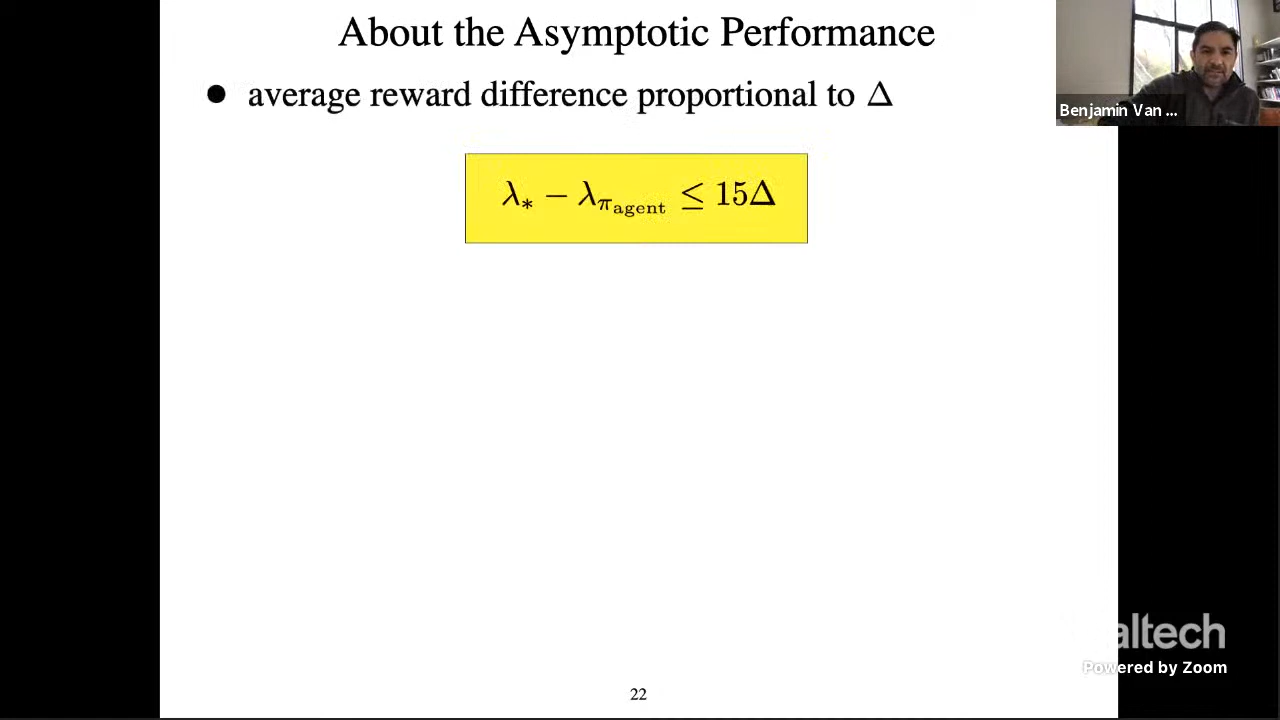 About the Asymptotic Performance
● average reward difference proportional to Δ
λ∗ − λπagent ≤ 15Δ
Benjamin Van ...
altech
Powered by Zoom
22